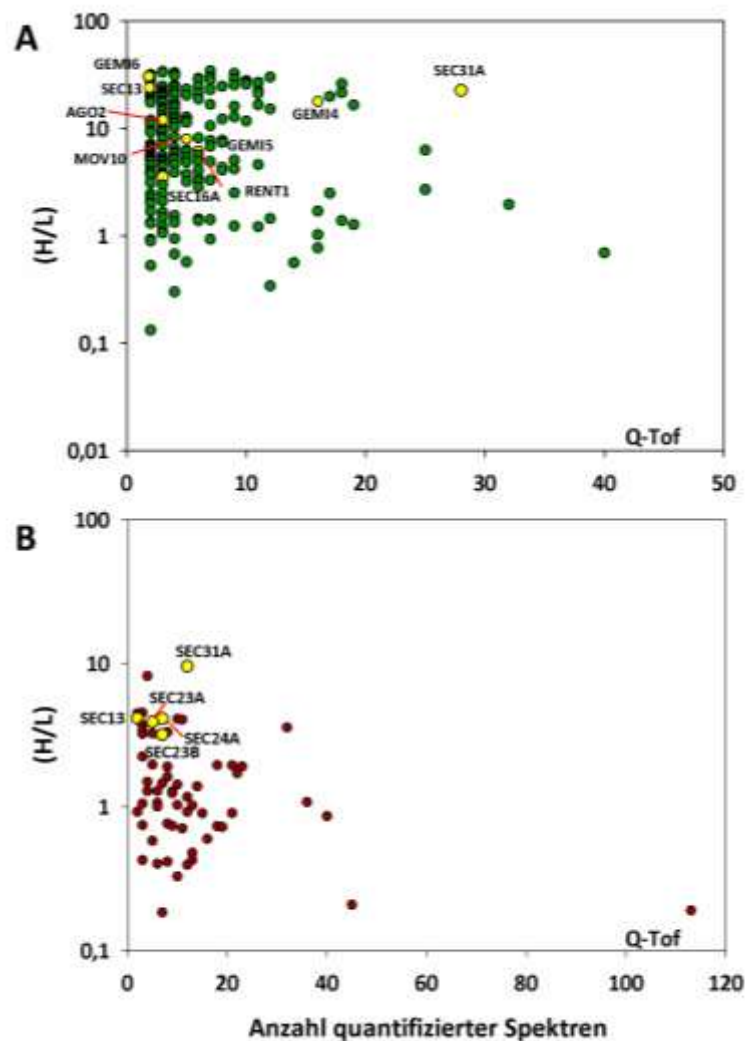 A
100
10
1
0,1
0,01
(H/L)
GEMI6
SEC13
AGO2
MOV10
SEC16A
GEMI5
RENT1
GEMI4
SEC31A
Q-Tof
0 10 20 30 40 50
B
100
10
1
0,1
(H/L)
SEC31A
SEC23A
SEC13
SEC24A
SEC23B
Q-Tof
0 20 40 60 80 100 120
Anzahl quantifizierter Spektren